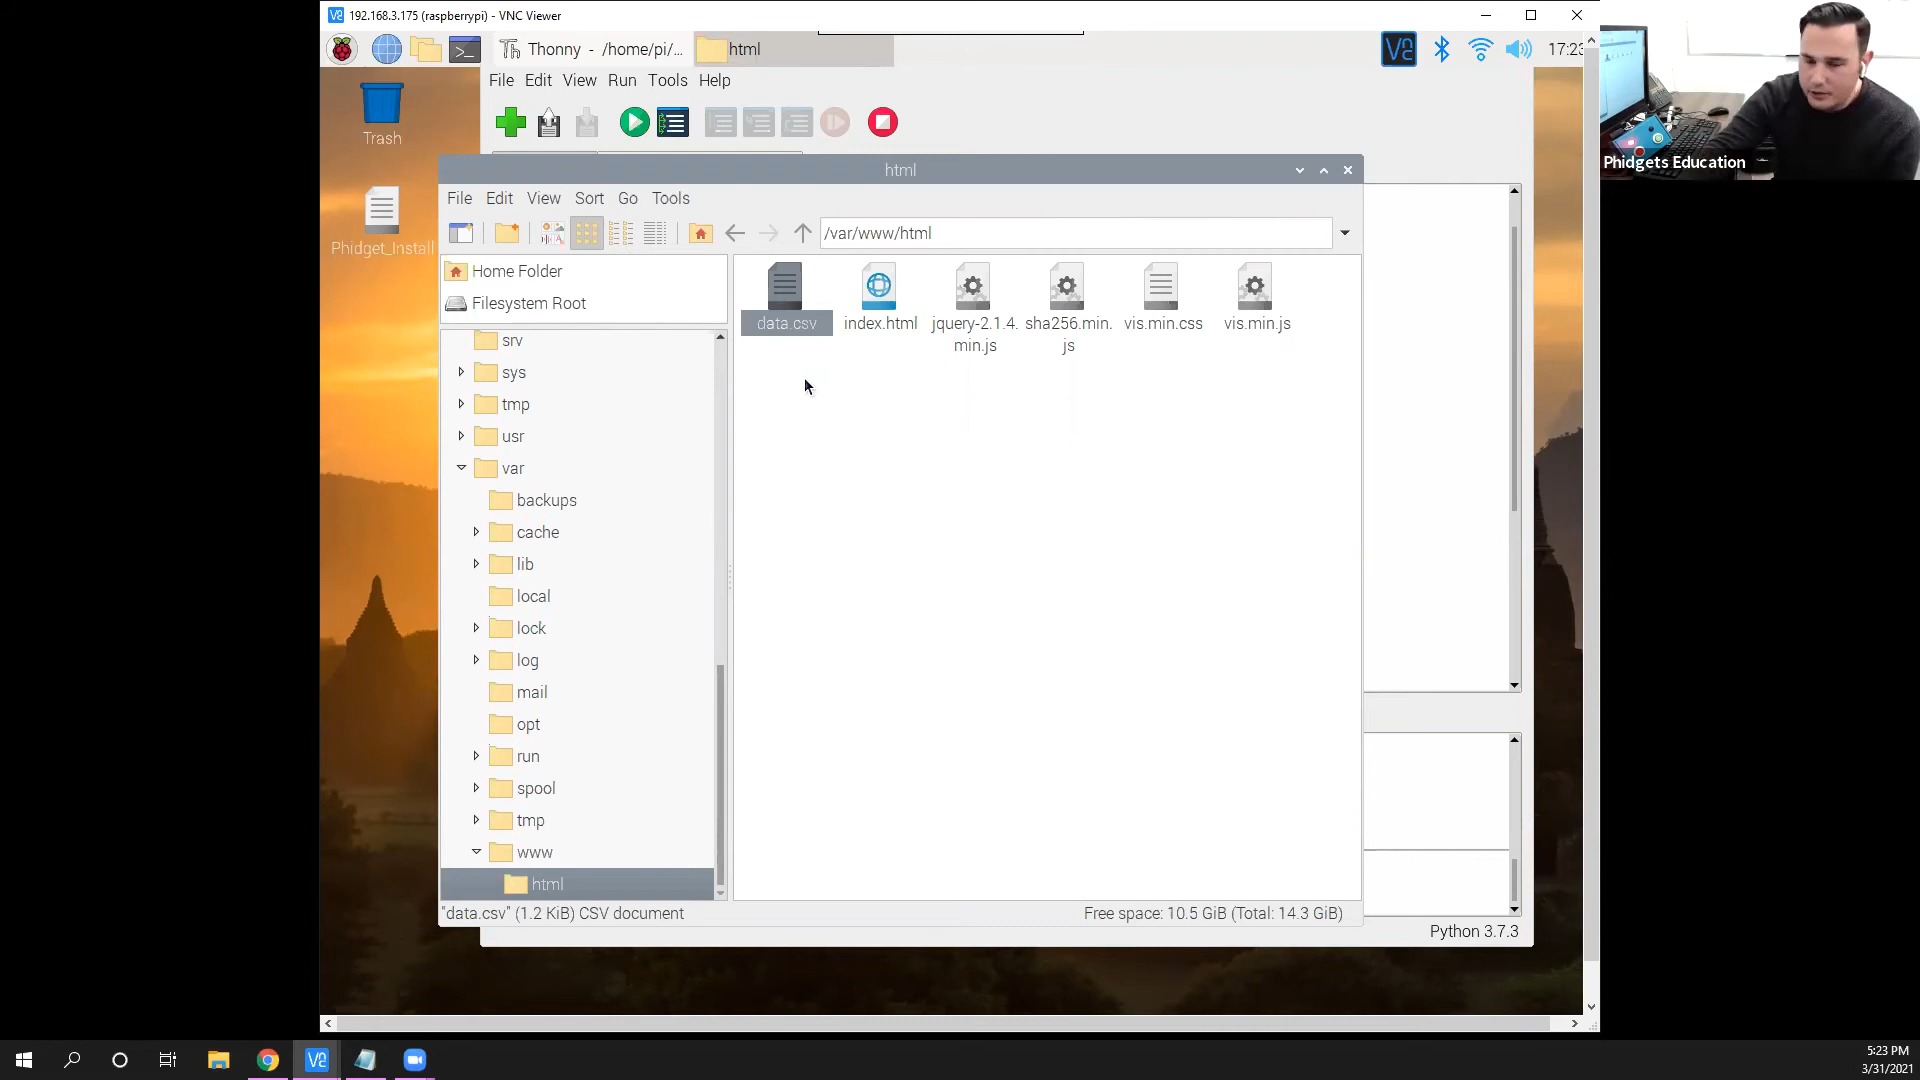 192.168.3.175 (raspberrypi) - VNC Viewer
Thonny - /home/pi/...
html
17:23
File Edit View Run Tools Help
Trash
Phidget_Install
html
File Edit View Sort Go Tools
/var/www/html
Home Folder
Filesystem Root
srv
sys
tmp
usr
var
backups
cache
lib
local
lock
log
mail
opt
run
spool
tmp
www
html
data.csv
index.html
jquery-2.1.4.
min.js
sha256.min.
js
vis.min.css
vis.min.js
"data.csv" (1.2 KiB) CSV document
Free space: 10.5 GiB (Total: 14.3 GiB)
Python 3.7.3
Phidgets Education
5:23 PM
3/31/2021